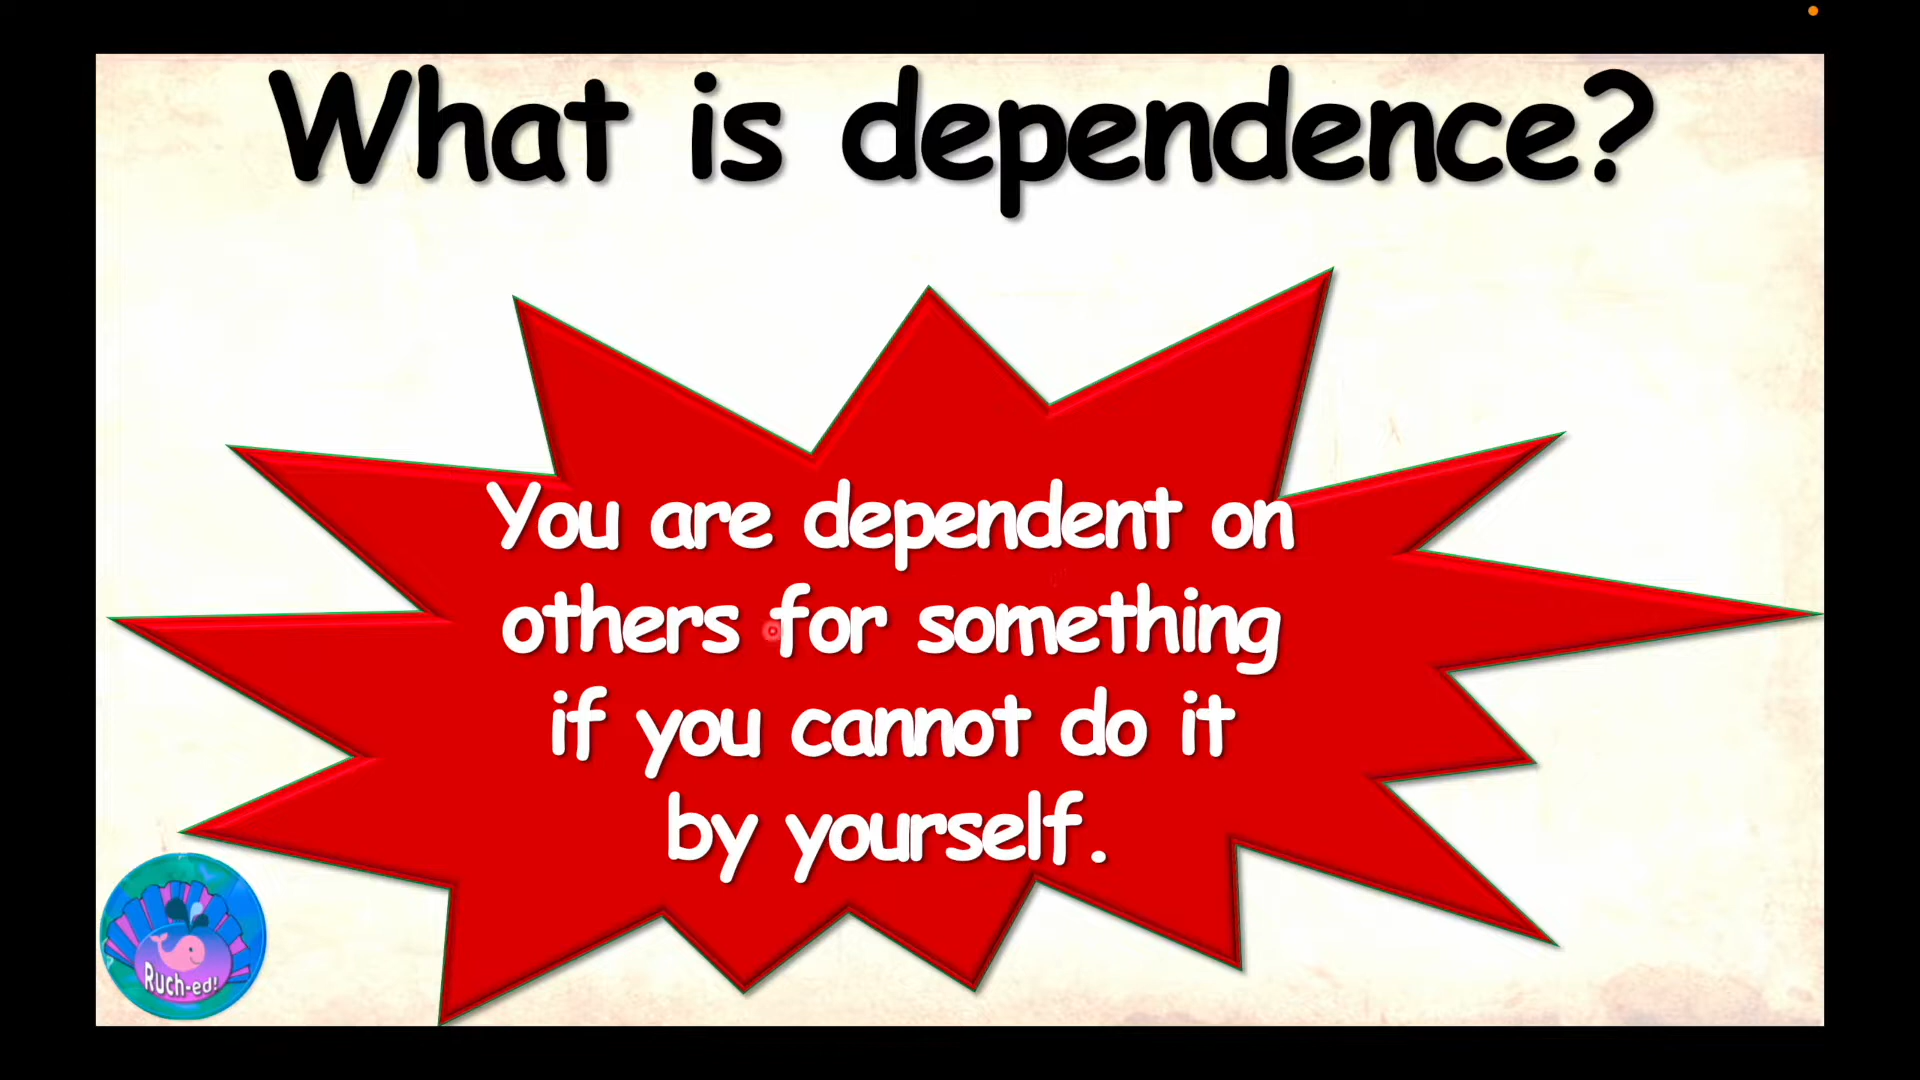 What is dependence?
You are dependent on
others for something
if you cannot do it
by yourself.
Ruch-ed!